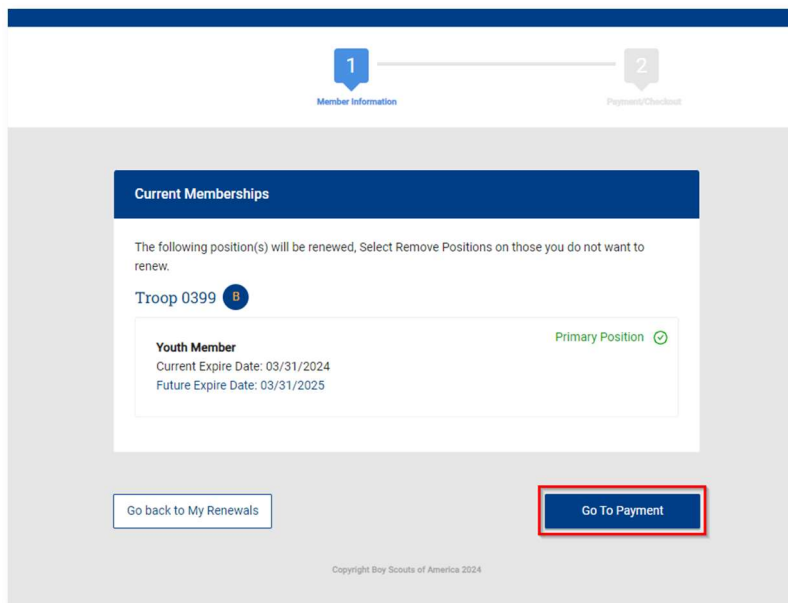 1
2
Member Information
Payment/Checkout
Current Memberships
The following position(s) will be renewed, Select Remove Positions on those you do not want to
renew.
Troop 0399 B
Primary Position
Youth Member
Current Expire Date: 03/31/2024
Future Expire Date: 03/31/2025
Go back to My Renewals
Go To Payment
Copyright Boy Scouts of America 2024